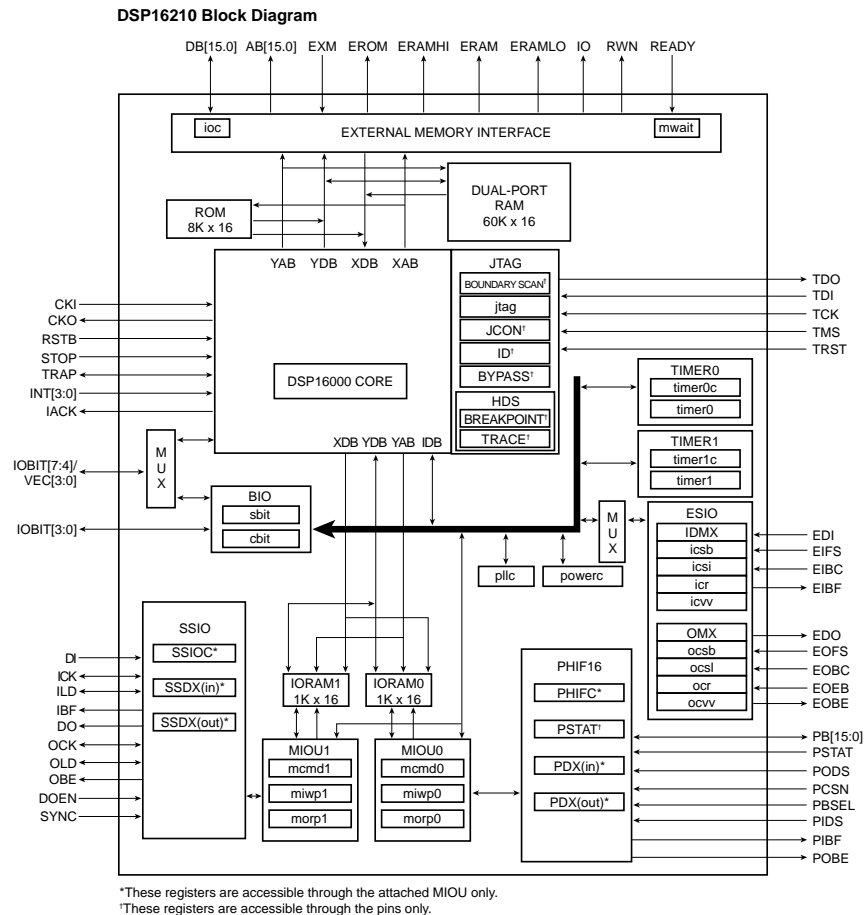 DSP16210 Block Diagram
DB[15.0] AB[15.0] EXM EROM ERAMHI ERAM ERAMLO IO RWN READY
ioc
EXTERNAL MEMORY INTERFACE
mwait
ROM
8K x 16
DUAL-PORT
RAM
60K x 16
YAB YDB XDB XAB
DSP16000 CORE
XDB YDB YAB IDB
JTAG
BOUNDARY SCAN†
jtag
JCON†
ID†
BYPASS†
HDS
BREAKPOINT†
TRACE†
TDO
TDI
TCK
TMS
TRST
CKI
CKO
RSTB
STOP
TRAP
INT[3:0]
IACK
IOBIT[7:4]/
VEC[3:0]
IOBIT[3:0]
M
U
X
BIO
sbit
cbit
TIMER0
timer0c
timer0
TIMER1
timer1c
timer1
M
U
X
pllc
powerc
ESIO
IDMX
icsb
icsi
icr
icvv
OMX
ocsb
ocsl
ocr
ocvv
EDI
EIFS
EIBC
EIBF
EDO
EOFS
EOBC
EOEB
EOBE
SSIO
SSIOC*
SSDX(in)*
SSDX(out)*
DI
ICK
ILD
IBF
DO
OCK
OLD
OBE
DOEN
SYNC
IORAM1
1K x 16
IORAM0
1K x 16
MIOU1
mcmd1
miwp1
morp1
MIOU0
mcmd0
miwp0
morp0
PHIF16
PHIFC*
PSTAT†
PDX(in)*
PDX(out)*
PB[15:0]
PSTAT
PODS
PCSN
PBSEL
PIDS
PIBF
POBE
*These registers are accessible through the attached MIOU only.
†These registers are accessible through the pins only.